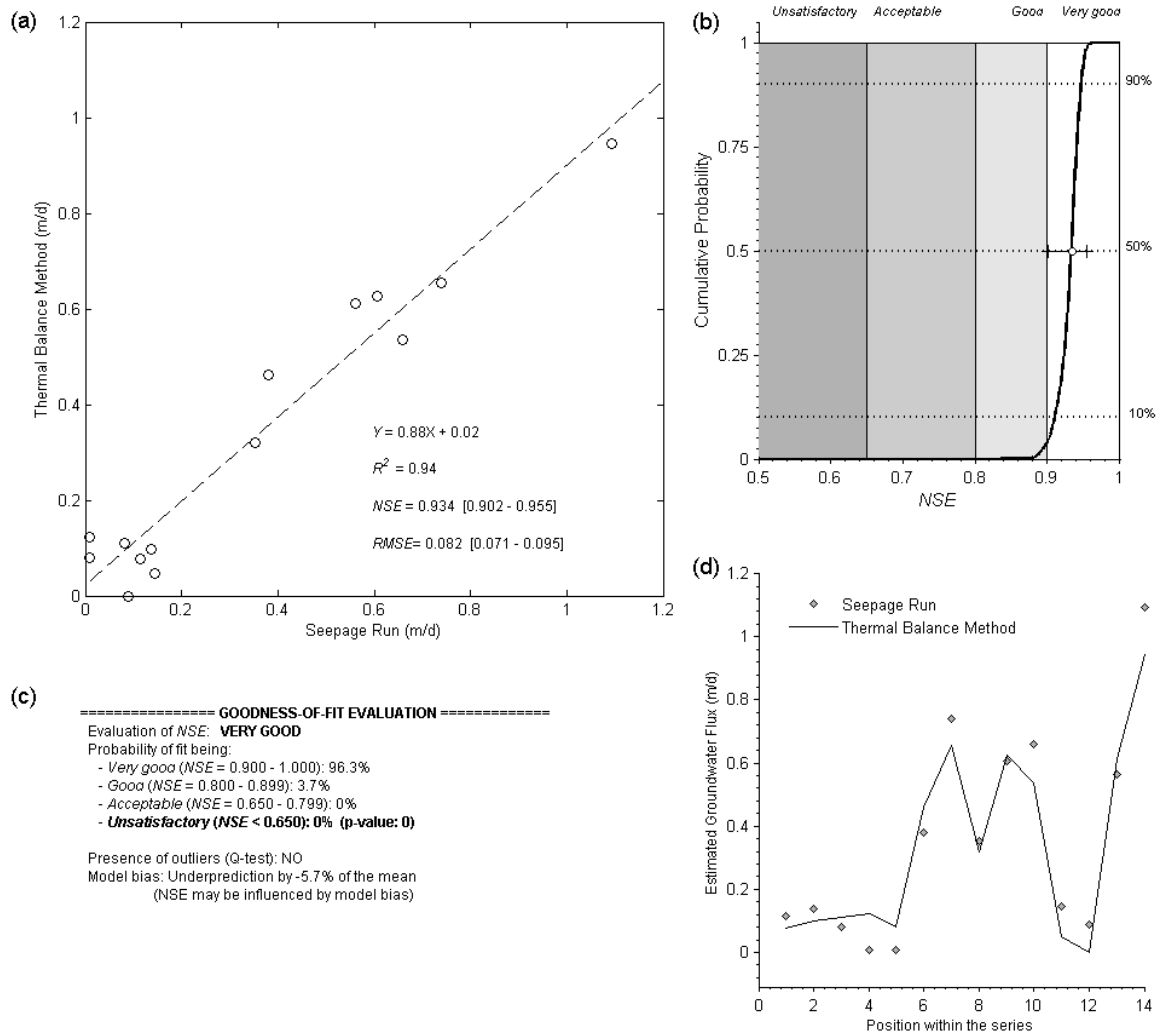 (a)
1.2
1
0.8
0.6
0.4
0.2
0
Thermal Balance Method (m/d)
Y = 0.88X + 0.02
R² = 0.94
NSE = 0.934 [0.902 - 0.955]
RMSE= 0.082 [0.071 - 0.095]
0 0.2 0.4 0.6 0.8 1 1.2
Seepage Run (m/d)
(b)
Unsatisfactory Acceptable Good Very good
1
0.75
0.5
0.25
0
Cumulative Probability
90%
50%
10%
0.5 0.6 0.7 0.8 0.9 1
NSE
(c)
=============== GOODNESS-OF-FIT EVALUATION ============
Evaluation of NSE: VERY GOOD
Probability of fit being:
- Very good (NSE = 0.900 - 1.000): 96.3%
- Good (NSE = 0.800 - 0.899): 3.7%
- Acceptable (NSE = 0.650 - 0.799): 0%
- Unsatisfactory (NSE < 0.650): 0% (p-value: 0)
Presence of outliers (Q-test): NO
Model bias: Underprediction by -5.7% of the mean
(NSE may be influenced by model bias)
(d)
1.2
1
0.8
0.6
0.4
0.2
0
Estimated Groundwater Flux (m/d)
Seepage Run
Thermal Balance Method
0 2 4 6 8 10 12 14
Position within the series